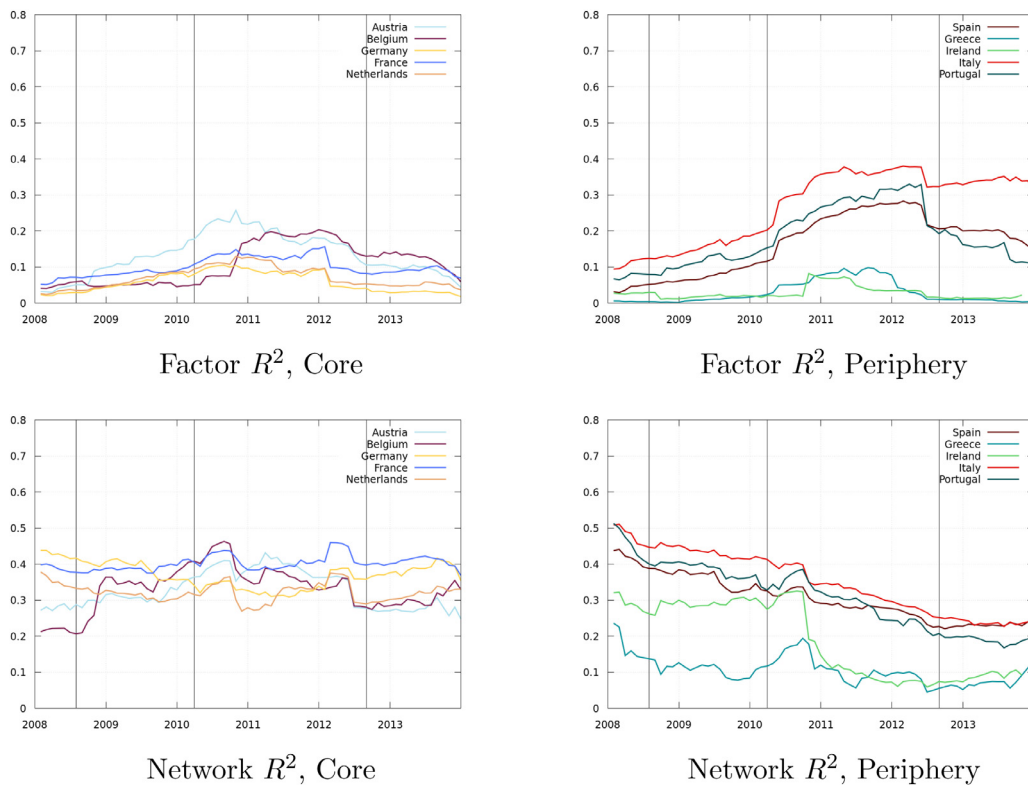 0.8
0.7
0.6
0.5
0.4
0.3
0.2
0.1
0
2008 2009 2010 2011 2012 2013
Austria
Belgium
Germany
France
Netherlands
Factor R², Core
0.8
0.7
0.6
0.5
0.4
0.3
0.2
0.1
0
2008 2009 2010 2011 2012 2013
Spain
Greece
Ireland
Italy
Portugal
Factor R², Periphery
0.8
0.7
0.6
0.5
0.4
0.3
0.2
0.1
0
2008 2009 2010 2011 2012 2013
Austria
Belgium
Germany
France
Netherlands
Network R², Core
0.8
0.7
0.6
0.5
0.4
0.3
0.2
0.1
0
2008 2009 2010 2011 2012 2013
Spain
Greece
Ireland
Italy
Portugal
Network R², Periphery